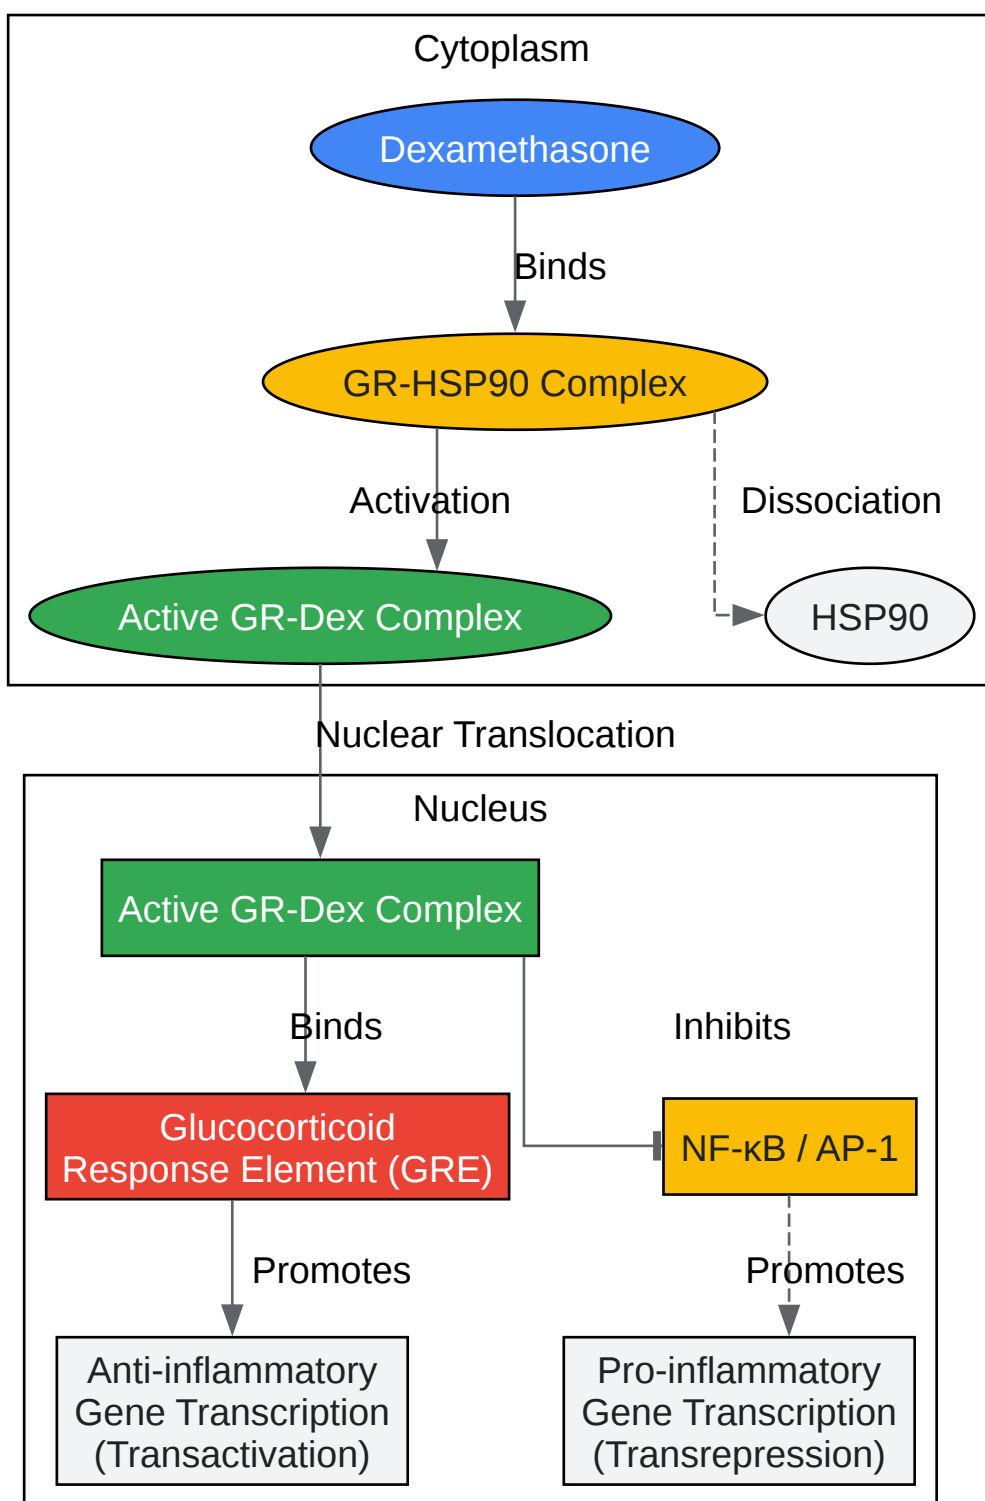 Cytoplasm
Dexamethasone
Binds
GR-HSP90 Complex
Activation
Dissociation
Active GR-Dex Complex
HSP90
Nuclear Translocation
Nucleus
Active GR-Dex Complex
Binds
Inhibits
Glucocorticoid
Response Element (GRE)
NF-κB / AP-1
Promotes
Promotes
Anti-inflammatory
Gene Transcription
(Transactivation)
Pro-inflammatory
Gene Transcription
(Transrepression)